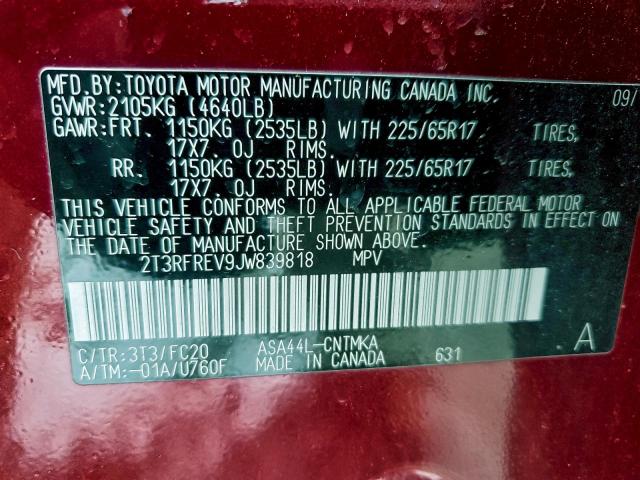 MFD.BY:TOYOTA MOTOR MANUFACTURING CANADA INC. 09/
GVWR:2105KG (4640LB)
GAWR:FRT. 1150KG (2535LB) WITH 225/65R17 TIRES,
17X7.0J RIMS.
RR. 1150KG (2535LB) WITH 225/65R17 TIRES,
17X7.0J RIMS.
THIS VEHICLE CONFORMS TO ALL APPLICABLE FEDERAL MOTOR
VEHICLE SAFETY AND THEFT PREVENTION STANDARDS IN EFFECT ON
THE DATE OF MANUFACTURE SHOWN ABOVE.
2T3RFREV9JW839818 MPV
C/TR:3T3/FC20 ASA44L-CNTMKA A
A/TM:-01A/U760F MADE IN CANADA 631